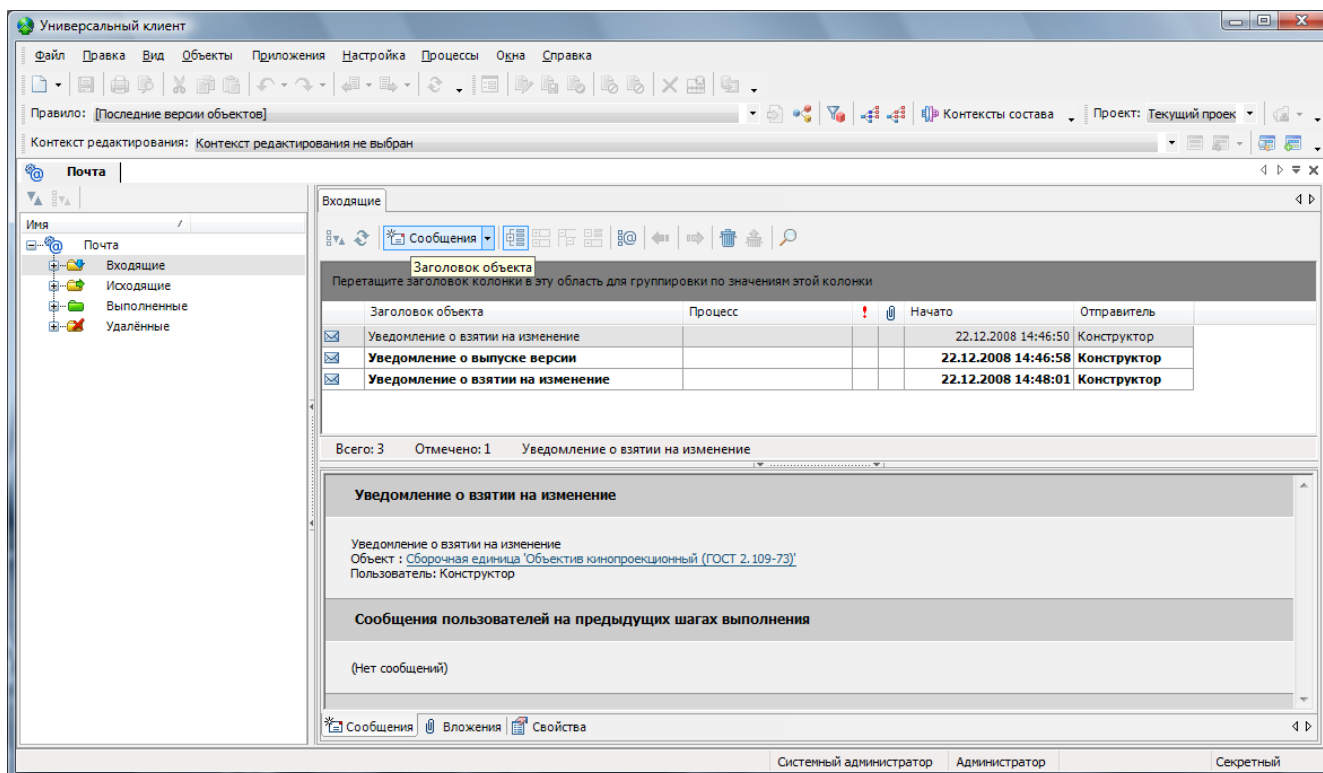 Универсальный клиент
Файл Правка Вид Объекты Приложения Настройка Процессы Окна Справка
Правило: [Последние версии объектов] Контексты состава Проект: Текущий проек
Контекст редактирования: Контекст редактирования не выбран
Почта
Входящие
Имя
Почта
Входящие
Исходящие
Выполненные
Удалённые
Сообщения
Заголовок объекта
Перетащите заголовок колонки в эту область для группировки по значениям этой колонки
Заголовок объекта Процесс Начато Отправитель
Уведомление о взятии на изменение 22.12.2008 14:46:50 Конструктор
Уведомление о выпуске версии 22.12.2008 14:46:58 Конструктор
Уведомление о взятии на изменение 22.12.2008 14:48:01 Конструктор
Всего: 3 Отмечено: 1 Уведомление о взятии на изменение
Уведомление о взятии на изменение
Уведомление о взятии на изменение
Объект : Сборочная единица 'Объектив кинопроекционный (ГОСТ 2.109-73)'
Пользователь: Конструктор
Сообщения пользователей на предыдущих шагах выполнения
(Нет сообщений)
Сообщения Вложения Свойства
Системный администратор Администратор Секретный